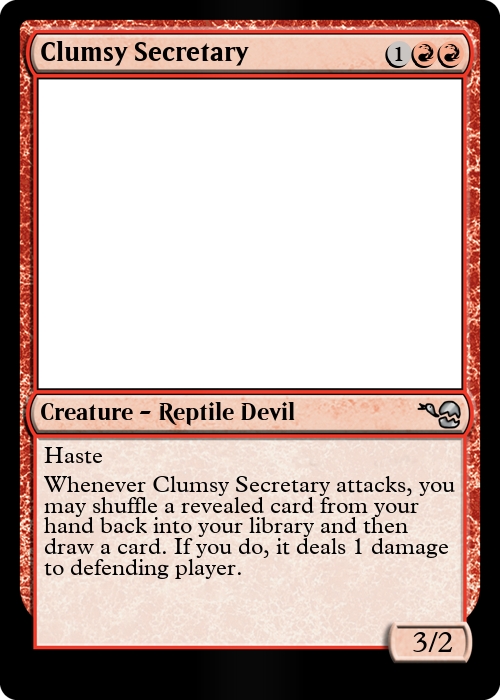 Clumsy Secretary 1
Creature – Reptile Devil
Haste
Whenever Clumsy Secretary attacks, you
may shuffle a revealed card from your
hand back into your library and then
draw a card. If you do, it deals 1 damage
to defending player.
3/2